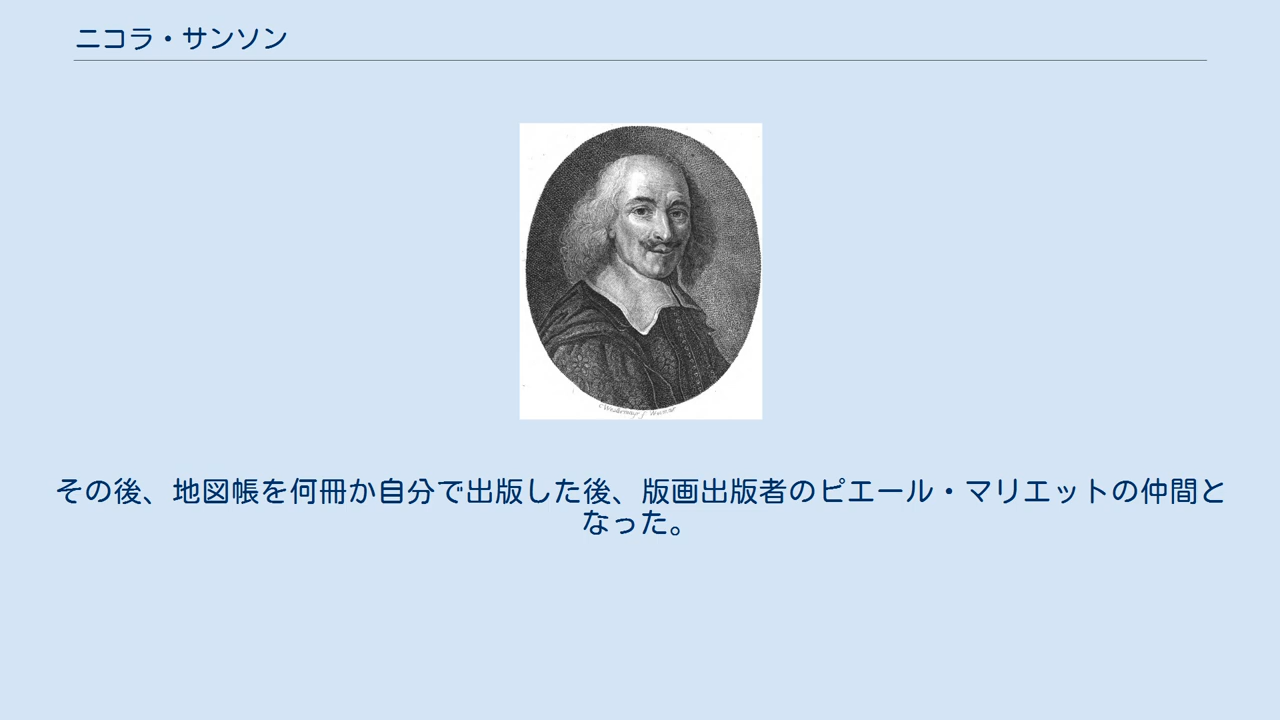 ニコラ・サンソン
その後、地図帳を何冊か自分で出版した後、版画出版者のピエール・マリエットの仲間と
なった。